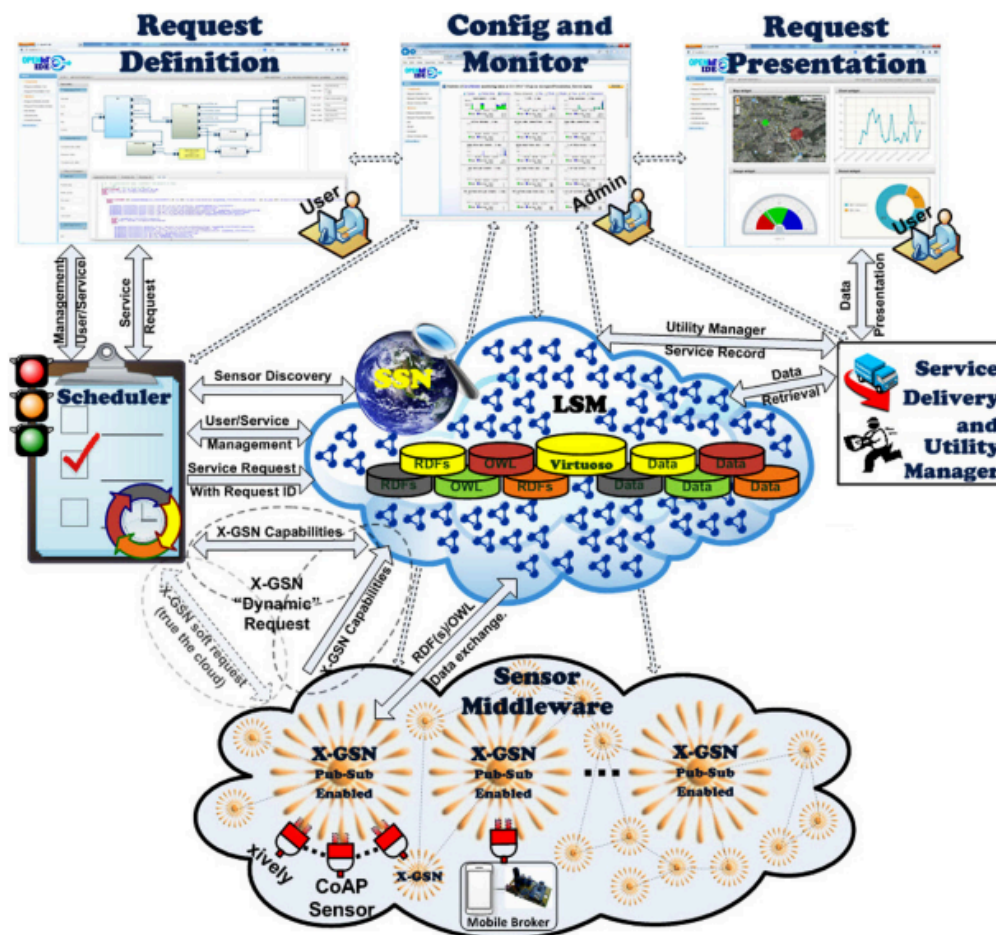 Request
Definition
Config and
Monitor
Request
Presentation
OPEN
IDE
OPEN
IDE
User
Admin
User
Management
User/Service
Service
Request
Data
Presentation
Scheduler
Sensor Discovery
SSN
LSM
Utility Manager
Service Record
Data
Retrieval
Service
Delivery
and
Utility
Manager
User/Service
Management
Service Request
With Request ID
RDFs
OWL
Virtuoso
Data
Data
RDFs
OWL
RDFs
Data
Data
Data
X-GSN Capabilities
X-GSN
“Dynamic”
Request
X-GSN soft request
(true the cloud)
X-GSN Capabilities
RDF(s)/OWL
Data exchange.
Sensor
Middleware
X-GSN
Pub-Sub
Enabled
X-GSN
Pub-Sub
Enabled
X-GSN
Pub-Sub
Enabled
xively
CoAP
Sensor
X-GSN
Mobile Broker